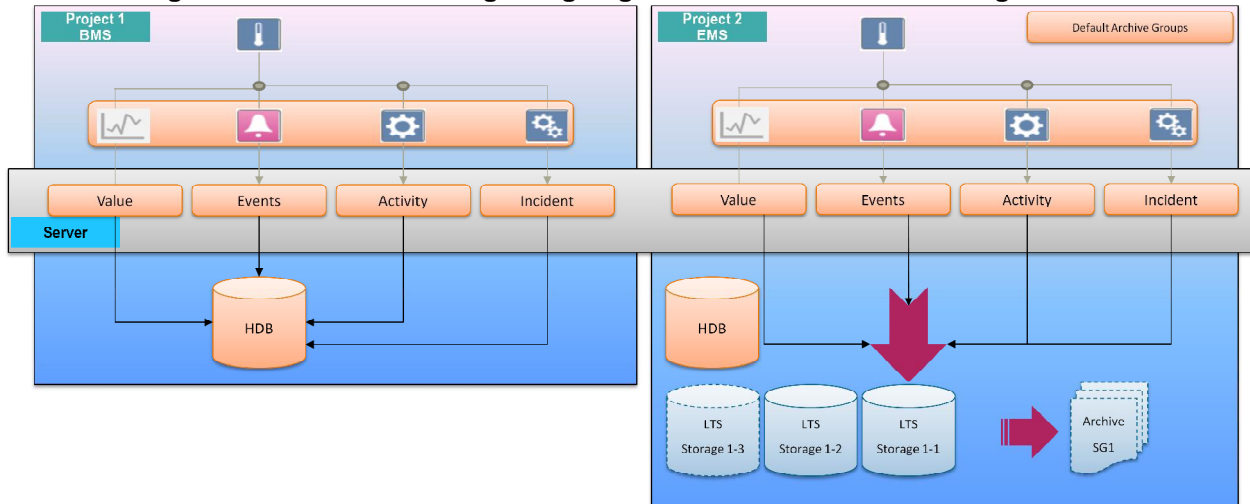 Project 1
BMS
Project 2
EMS
Default Archive Groups
Value
Events
Activity
Incident
Value
Events
Activity
Incident
Server
HDB
HDB
LTS
Storage 1-3
LTS
Storage 1-2
LTS
Storage 1-1
Archive
SG1